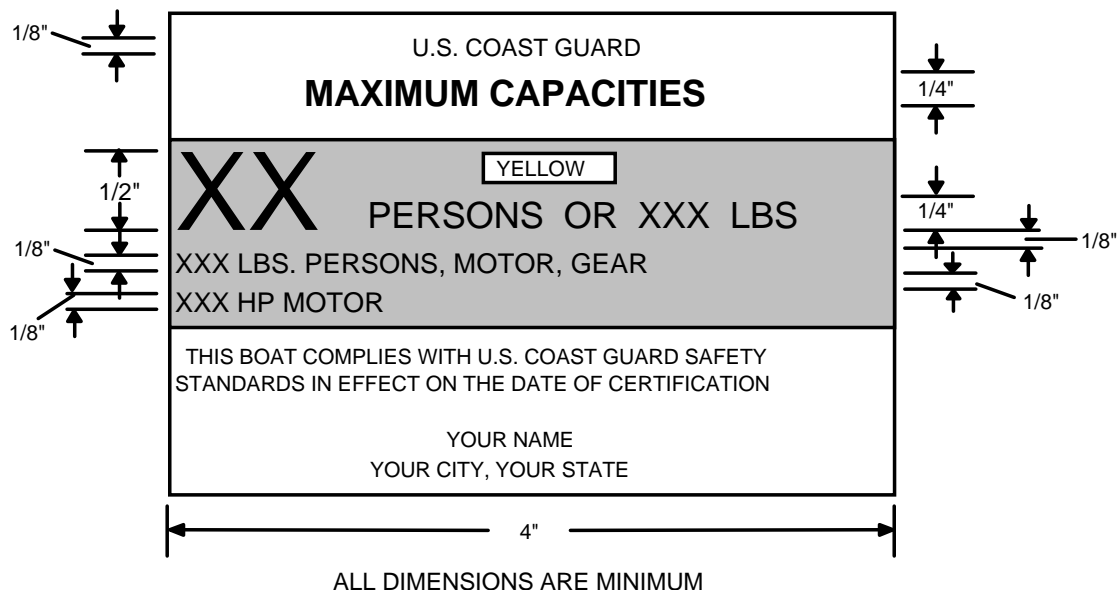 1/8"
U.S. COAST GUARD
MAXIMUM CAPACITIES
1/4"
XX
YELLOW
1/2"
PERSONS OR XXX LBS
1/4"
1/8"
1/8"
XXX LBS. PERSONS, MOTOR, GEAR
XXX HP MOTOR
1/8"
1/8"
THIS BOAT COMPLIES WITH U.S. COAST GUARD SAFETY
STANDARDS IN EFFECT ON THE DATE OF CERTIFICATION
YOUR NAME
YOUR CITY, YOUR STATE
4"
ALL DIMENSIONS ARE MINIMUM